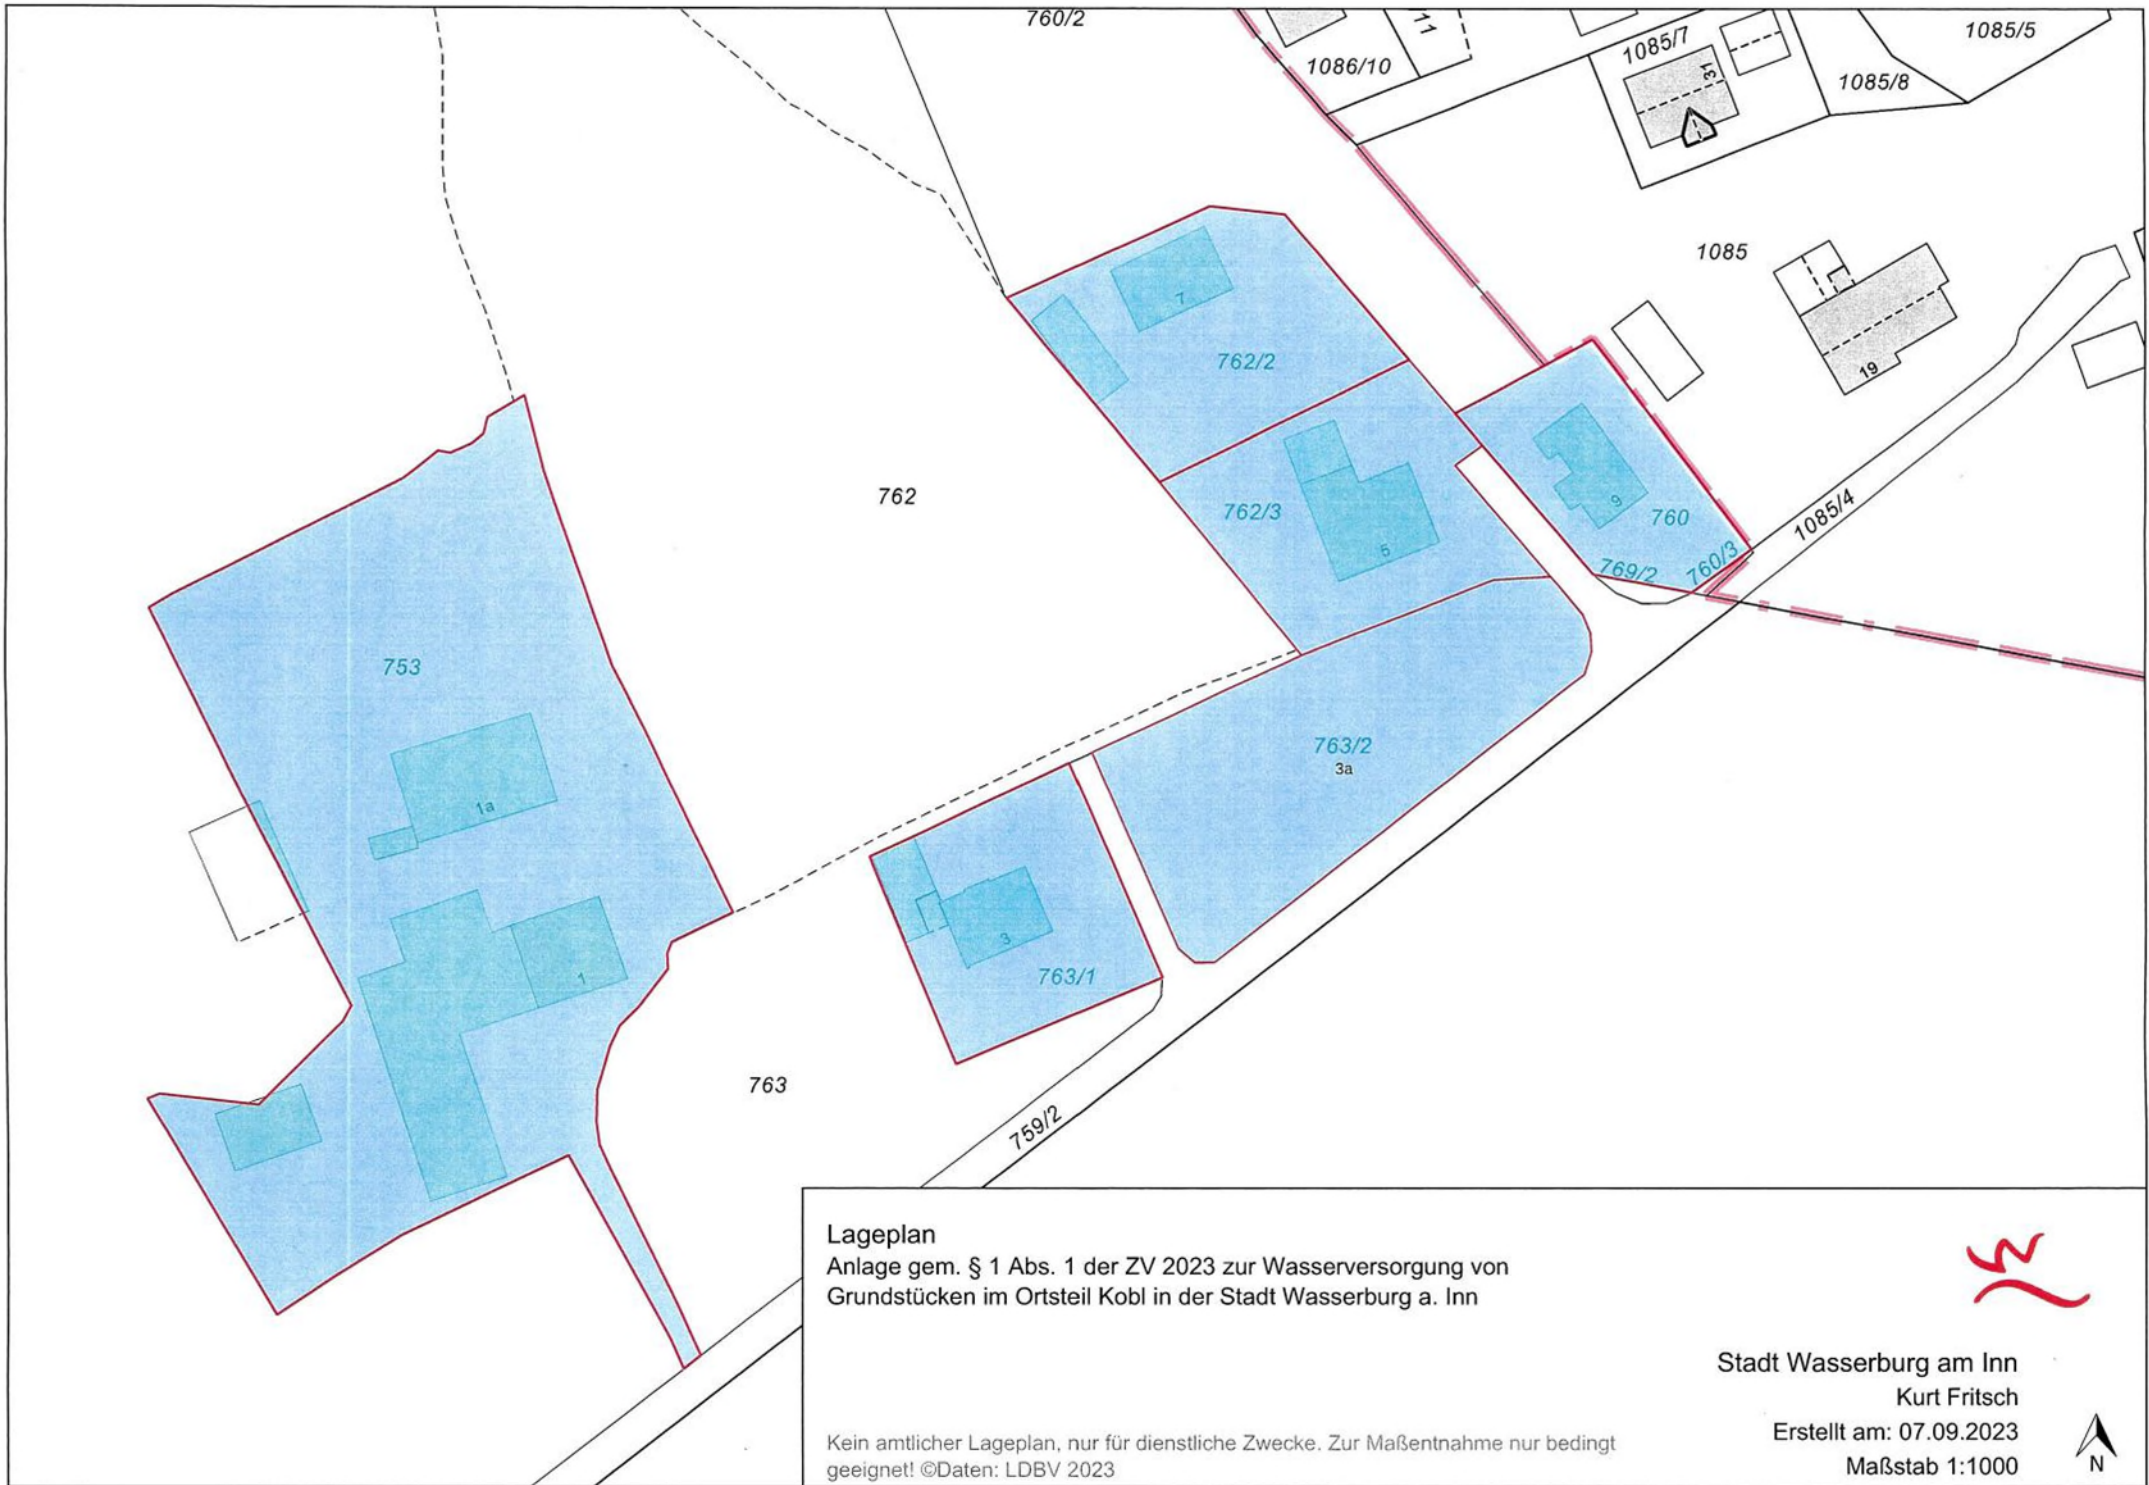 760/2
1086/10
11
1085/7
31
1085/8
1085/5
1085
19
7
762/2
762
762/3
5
9
760
769/2
760/3
1085/4
753
763/2
3a
1a
1
3
763/1
763
759/2
Lageplan
Anlage gem. § 1 Abs. 1 der ZV 2023 zur Wasserversorgung von
Grundstücken im Ortsteil Kobl in der Stadt Wasserburg a. Inn
Stadt Wasserburg am Inn
Kurt Fritsch
Erstellt am: 07.09.2023
Maßstab 1:1000
N
Kein amtlicher Lageplan, nur für dienstliche Zwecke. Zur Maßentnahme nur bedingt
geeignet! ©Daten: LDBV 2023